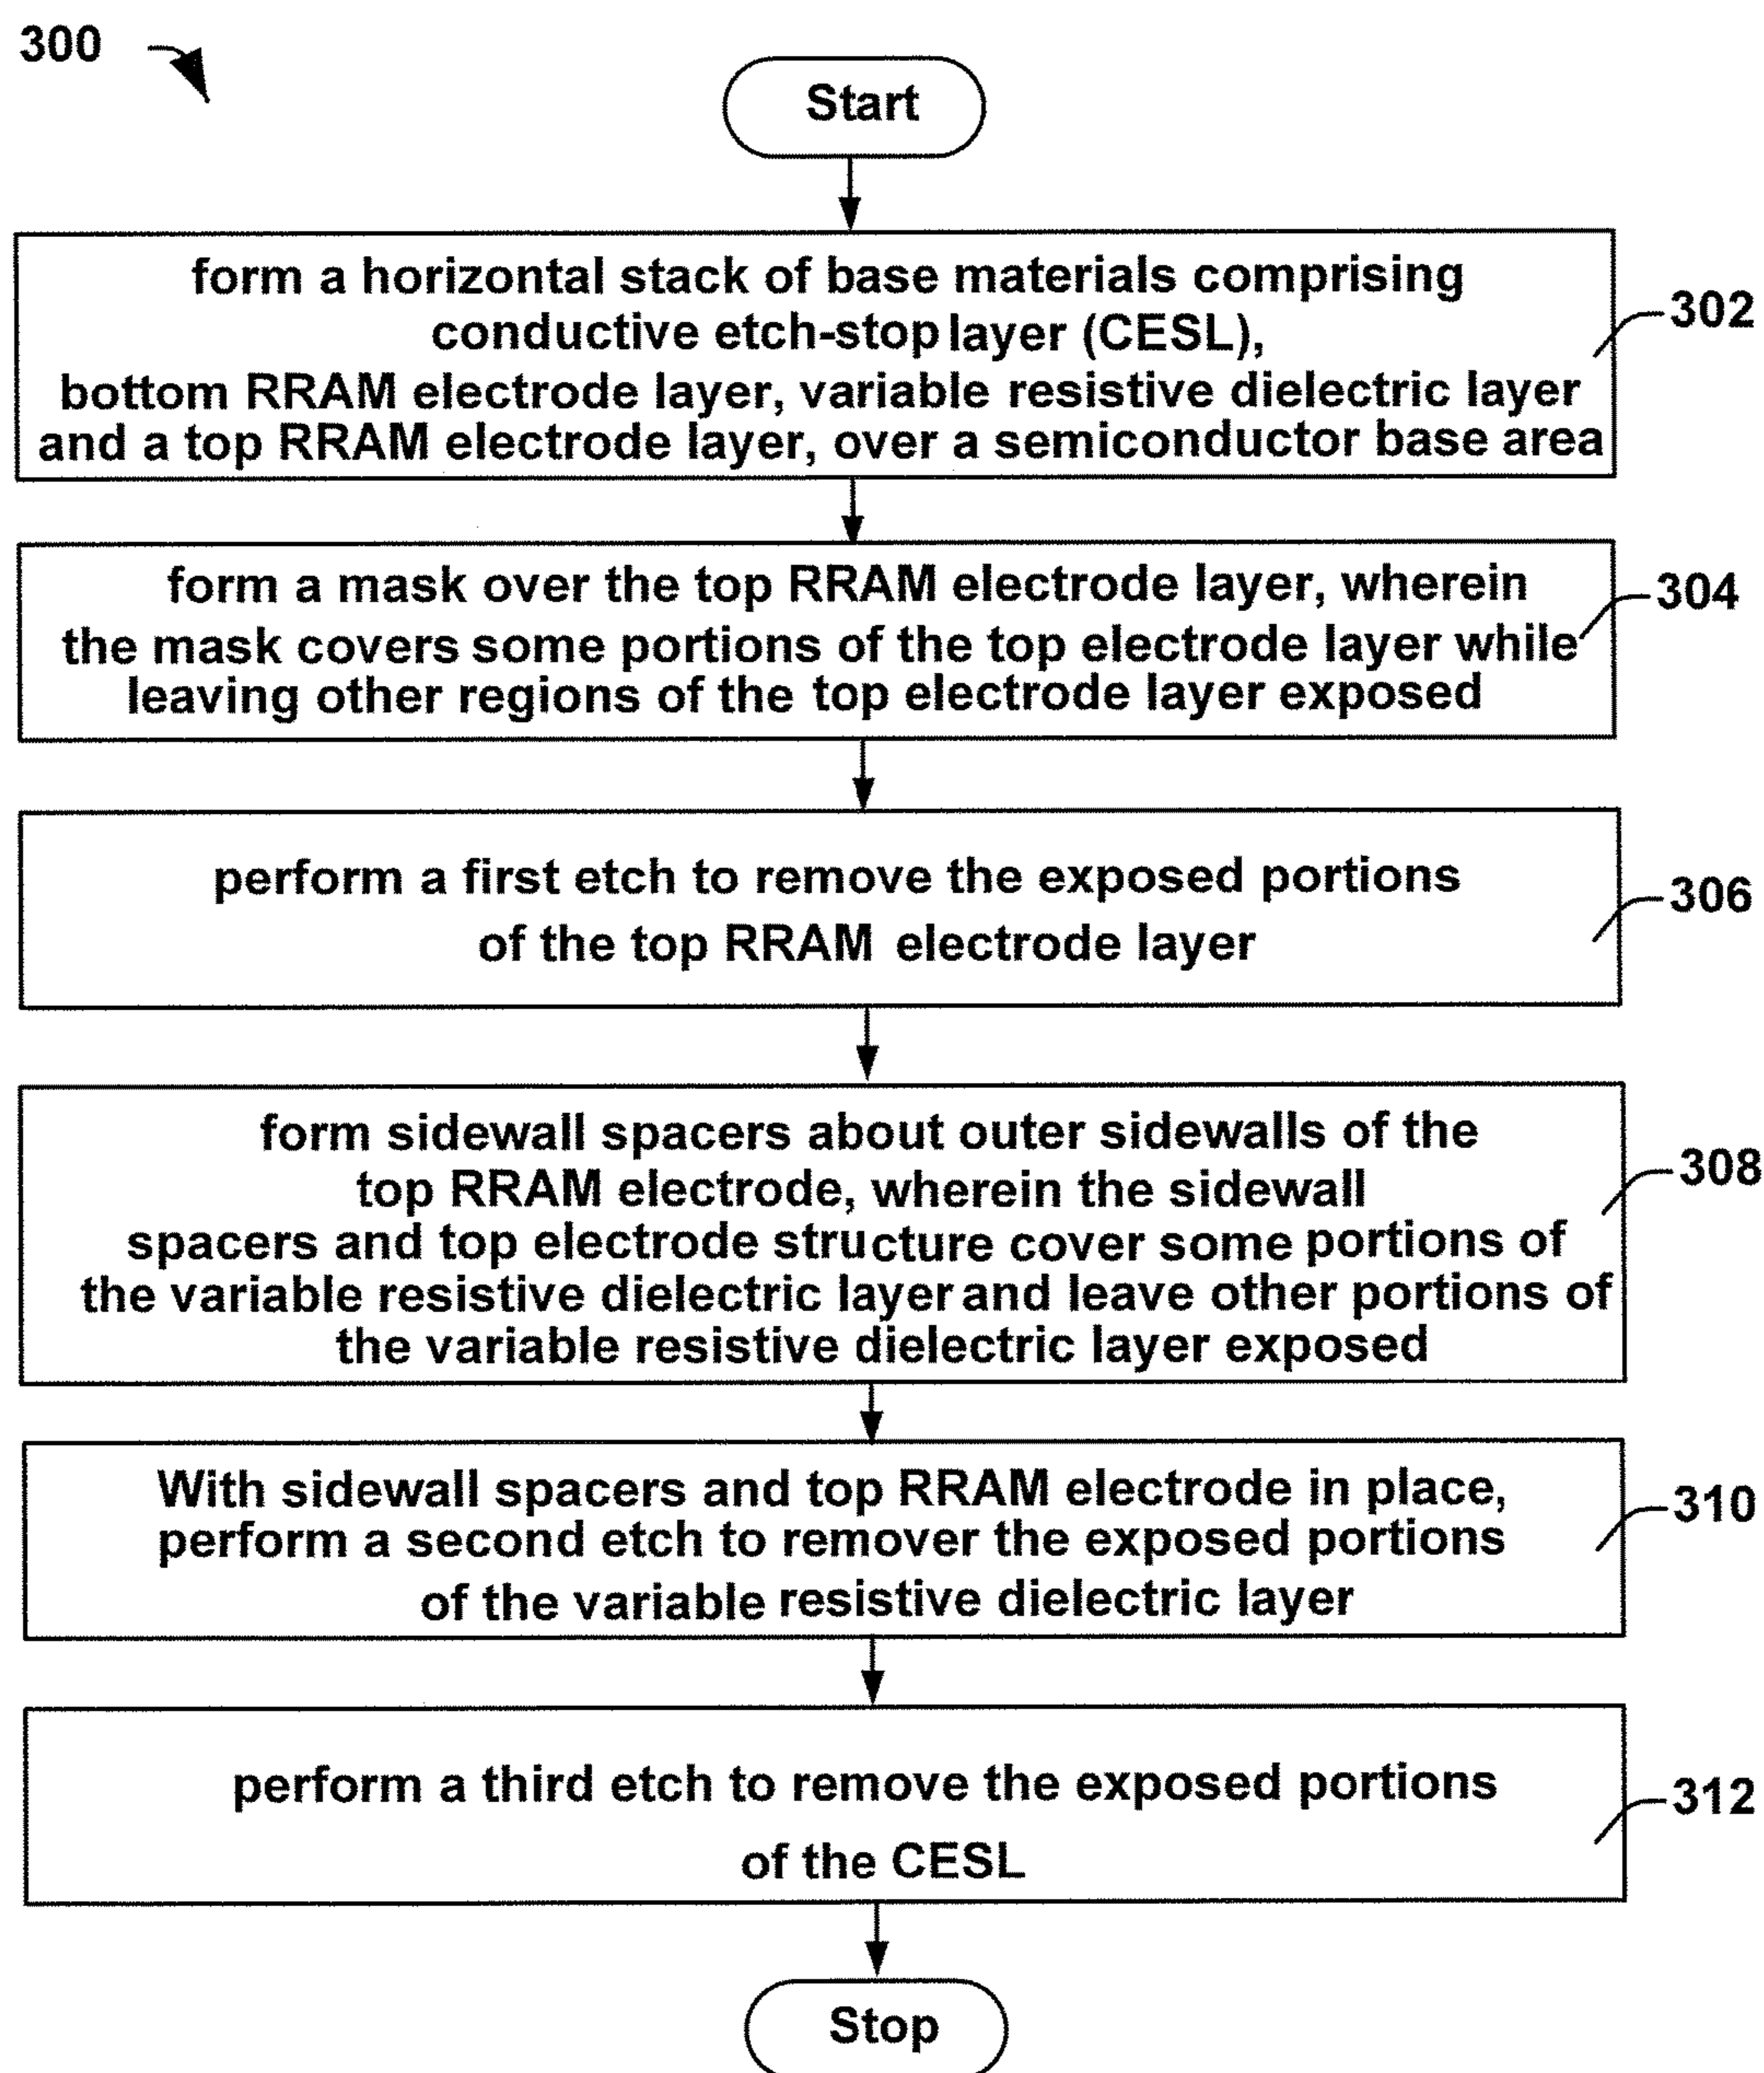 300
Start
form a horizontal stack of base materials comprising
conductive etch-stop layer (CESL),
bottom RRAM electrode layer, variable resistive dielectric layer
and a top RRAM electrode layer, over a semiconductor base area
302
form a mask over the top RRAM electrode layer, wherein
the mask covers some portions of the top electrode layer while
leaving other regions of the top electrode layer exposed
304
perform a first etch to remove the exposed portions
of the top RRAM electrode layer
306
form sidewall spacers about outer sidewalls of the
top RRAM electrode, wherein the sidewall
spacers and top electrode structure cover some portions of
the variable resistive dielectric layer and leave other portions of
the variable resistive dielectric layer exposed
308
With sidewall spacers and top RRAM electrode in place,
perform a second etch to remover the exposed portions
of the variable resistive dielectric layer
310
perform a third etch to remove the exposed portions
of the CESL
312
Stop